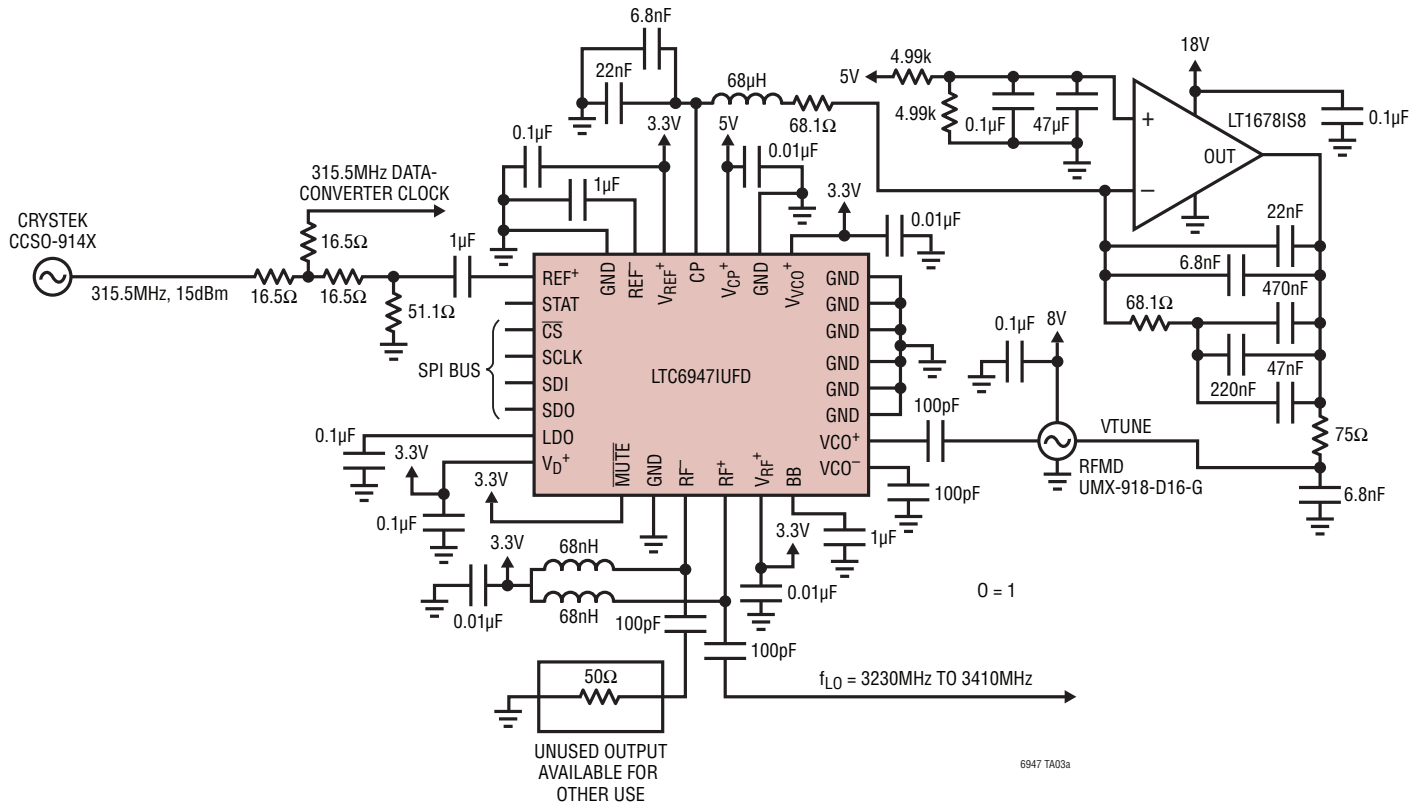 6.8nF
22nF
68µH
68.1Ω
0.1µF
3.3V
5V
0.01µF
1µF
3.3V
0.01µF
5V
4.99k
4.99k
0.1µF
47µF
18V
LT1678IS8
0.1µF
+
OUT
−
22nF
6.8nF
470nF
68.1Ω
47nF
220nF
75Ω
6.8nF
315.5MHz DATA-
CONVERTER CLOCK
CRYSTEK
CCSO-914X
16.5Ω
1µF
315.5MHz, 15dBm
16.5Ω
16.5Ω
51.1Ω
SPI BUS
GND
REF–
VREF+
CP
VCP+
GND
VVCO+
REF+
STAT
CS
SCLK
SDI
SDO
LDO
VD+
LTC6947IUFD
GND
GND
GND
GND
GND
GND
VCO+
VCO–
MUTE
GND
RF–
RF+
VRF+
BB
0.1µF
8V
100pF
VTUNE
RFMD
UMX-918-D16-G
100pF
0.1µF
3.3V
3.3V
0.1µF
3.3V
68nH
0.01µF
68nH
100pF
100pF
3.3V
1µF
0.01µF
O = 1
50Ω
fLO = 3230MHz TO 3410MHz
UNUSED OUTPUT
AVAILABLE FOR
OTHER USE
6947 TA03a